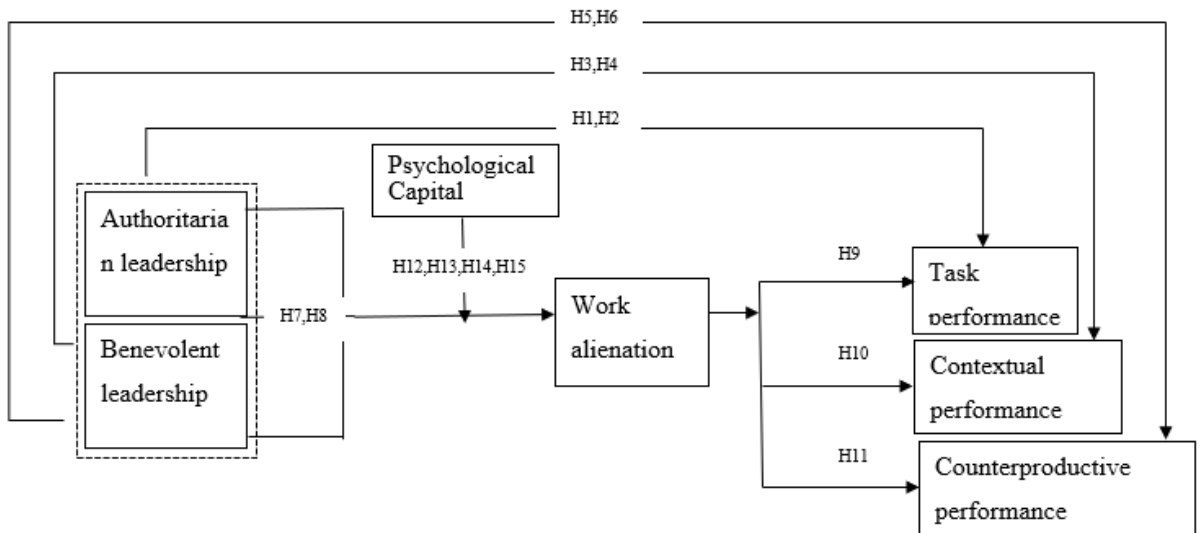 H5,H6
H3,H4
H1,H2
Psychological
Capital
Authoritaria
n leadership
H12,H13,H14,H15
H9
Task
performance
H7,H8
Work
alienation
Benevolent
leadership
H10
Contextual
performance
H11
Counterproductive
performance